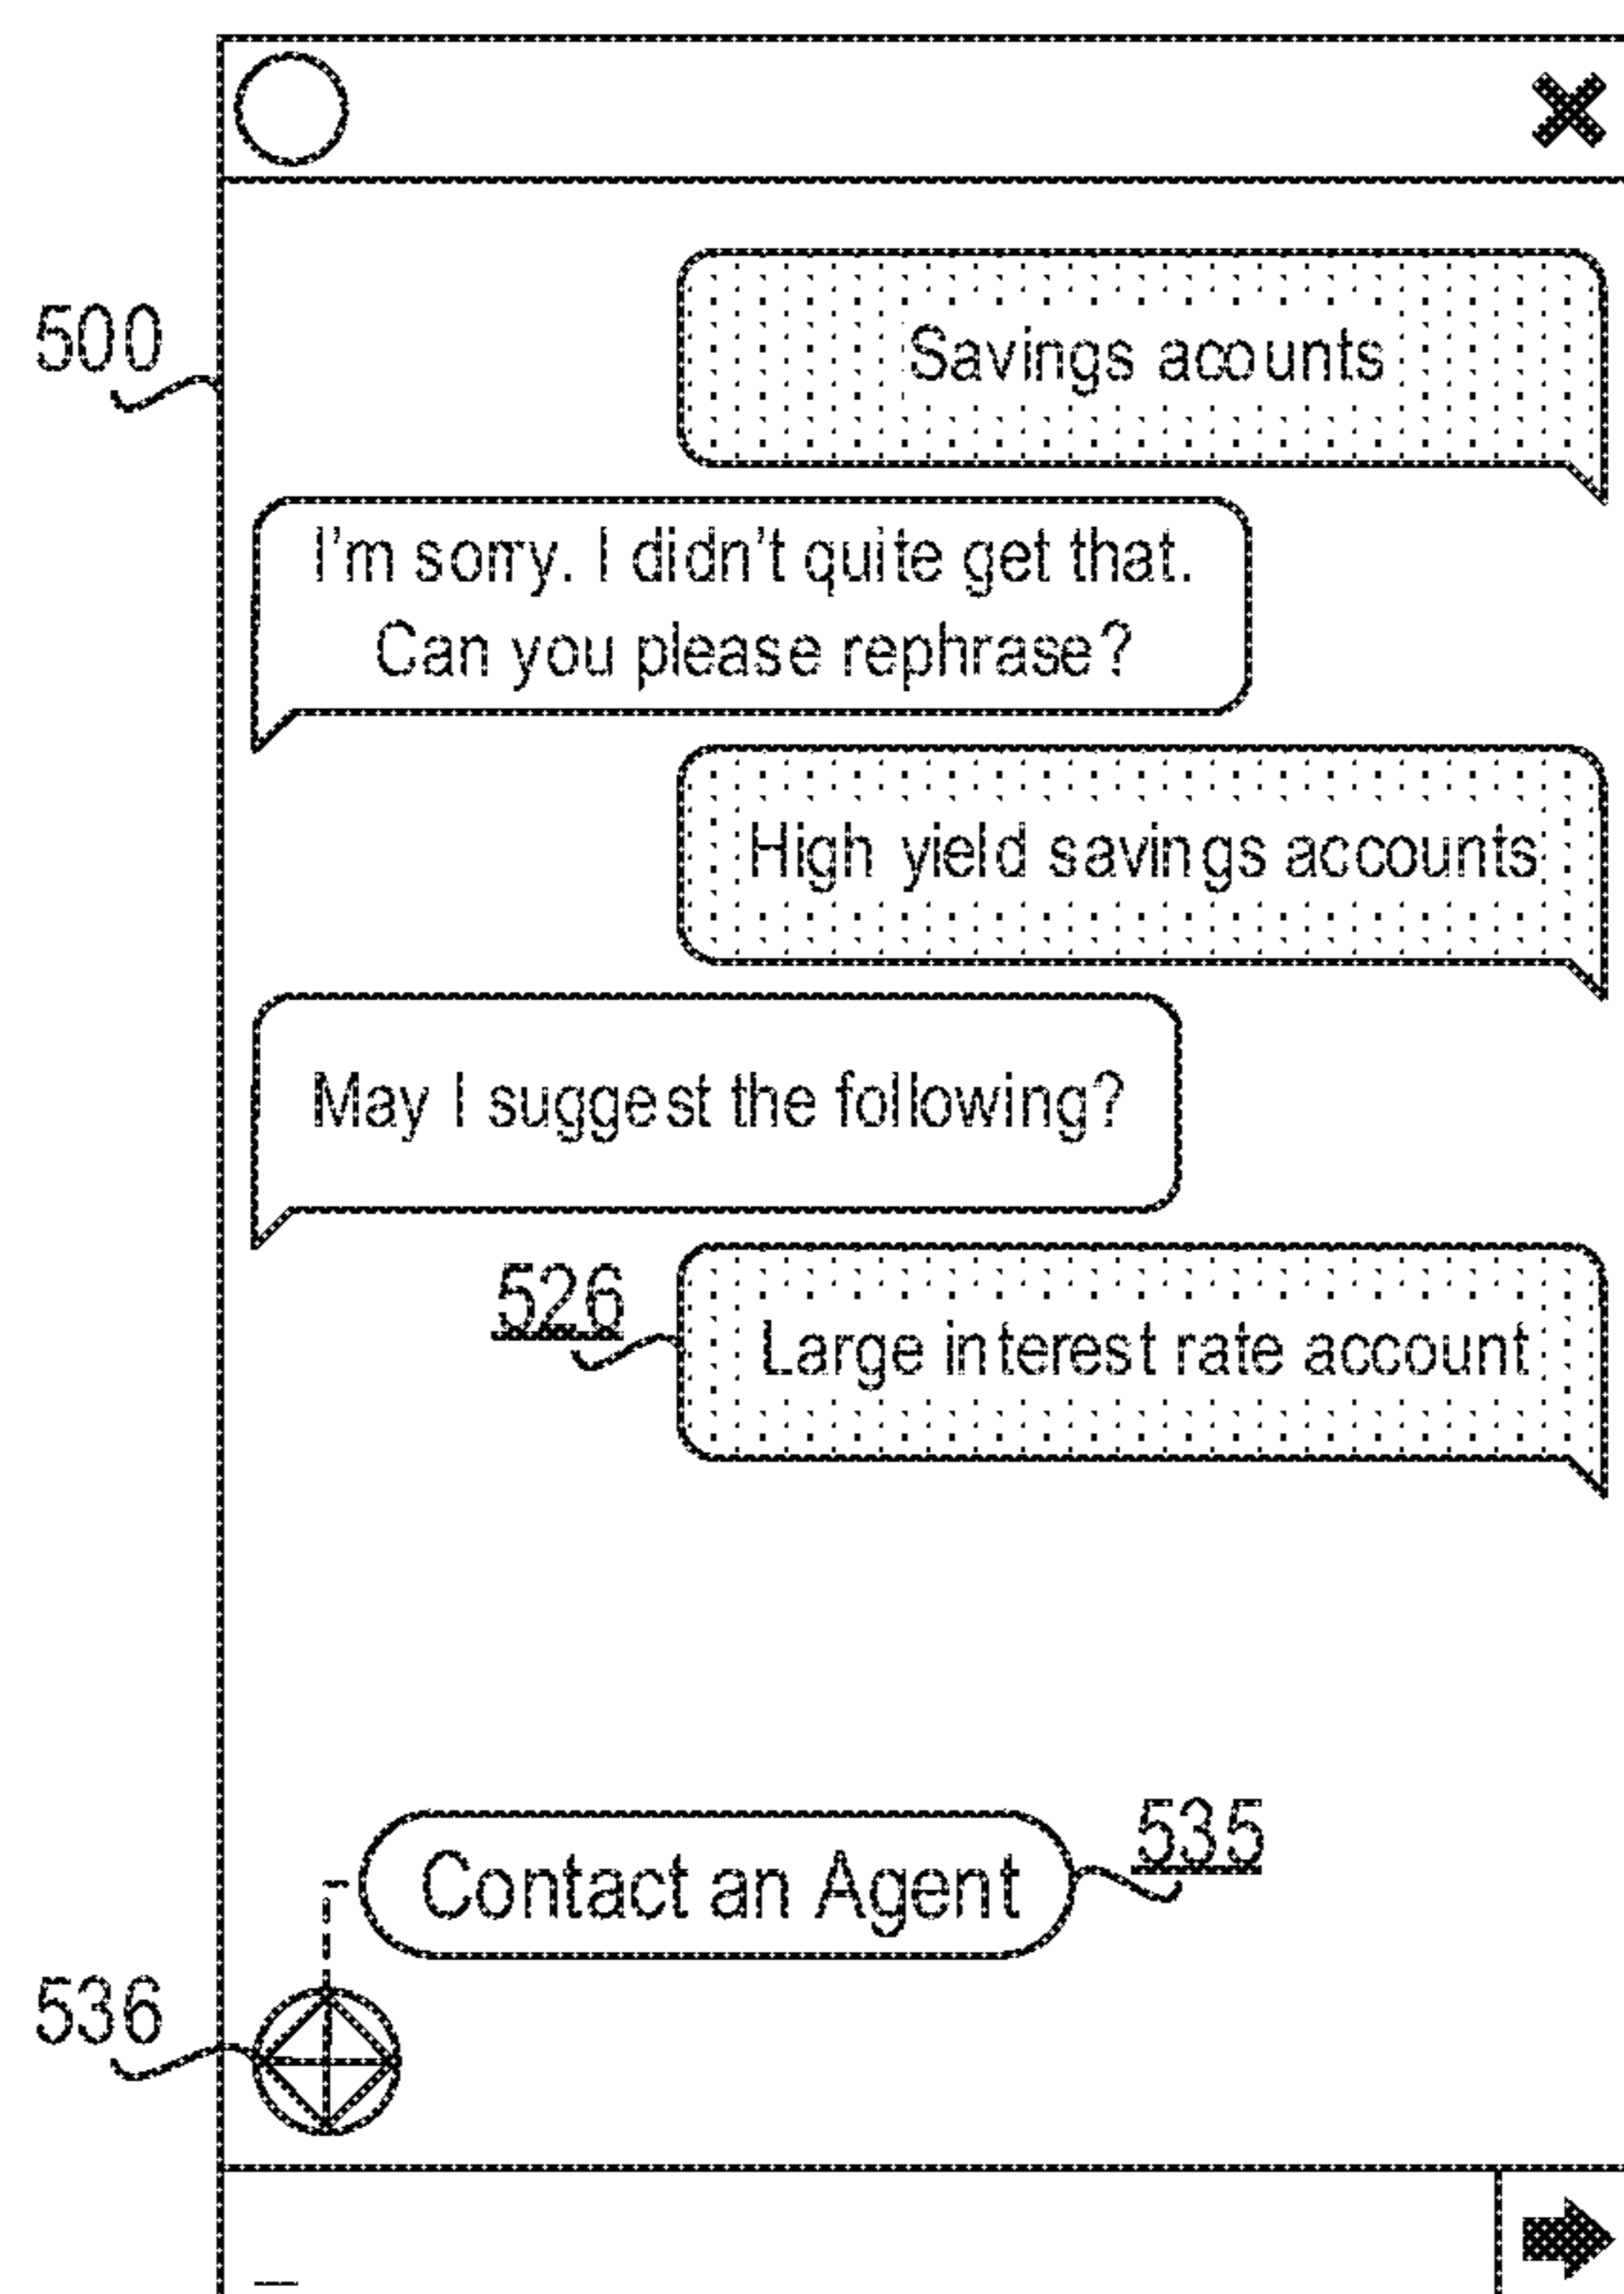 500
Savings acounts
I'm sorry. I didn't quite get that.
Can you please rephrase?
High yield savings accounts
May I suggest the following?
526
Large interest rate account
Contact an Agent
535
536